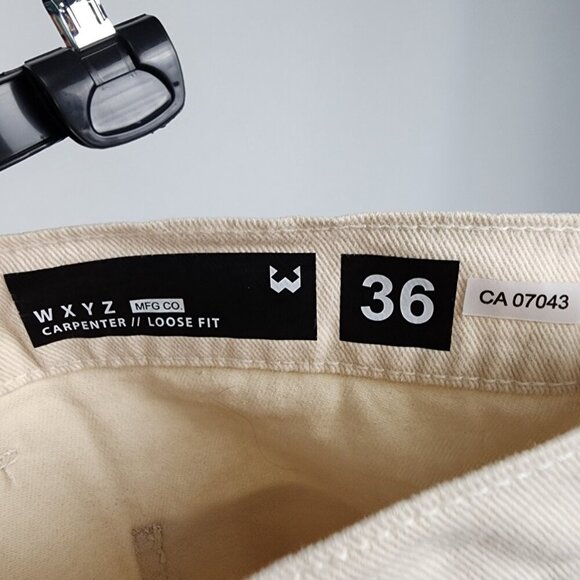 W X Y Z MFG CO.
CARPENTER // LOOSE FIT
36
CA 07043